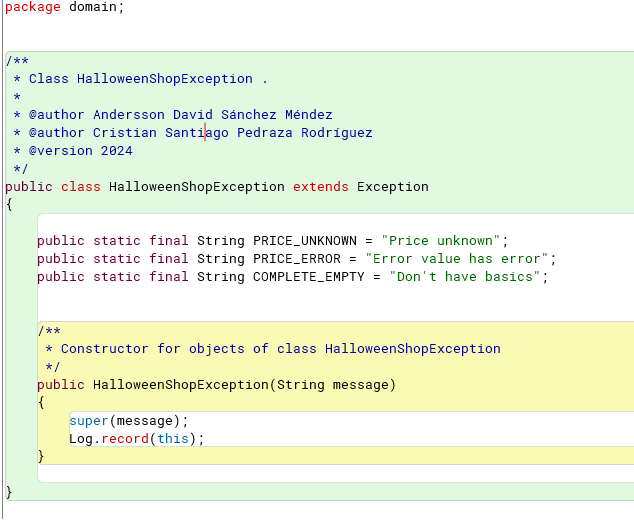 package domain;
/**
 * Class HalloweenShopException .
 *
 * @author Andersson David Sánchez Méndez
 * @author Cristian Santiago Pedraza Rodríguez
 * @version 2024
 */
public class HalloweenShopException extends Exception
{
    public static final String PRICE_UNKNOWN = "Price unknown";
    public static final String PRICE_ERROR = "Error value has error";
    public static final String COMPLETE_EMPTY = "Don't have basics";
    /**
     * Constructor for objects of class HalloweenShopException
     */
    public HalloweenShopException(String message)
    {
        super(message);
        Log.record(this);
    }
}